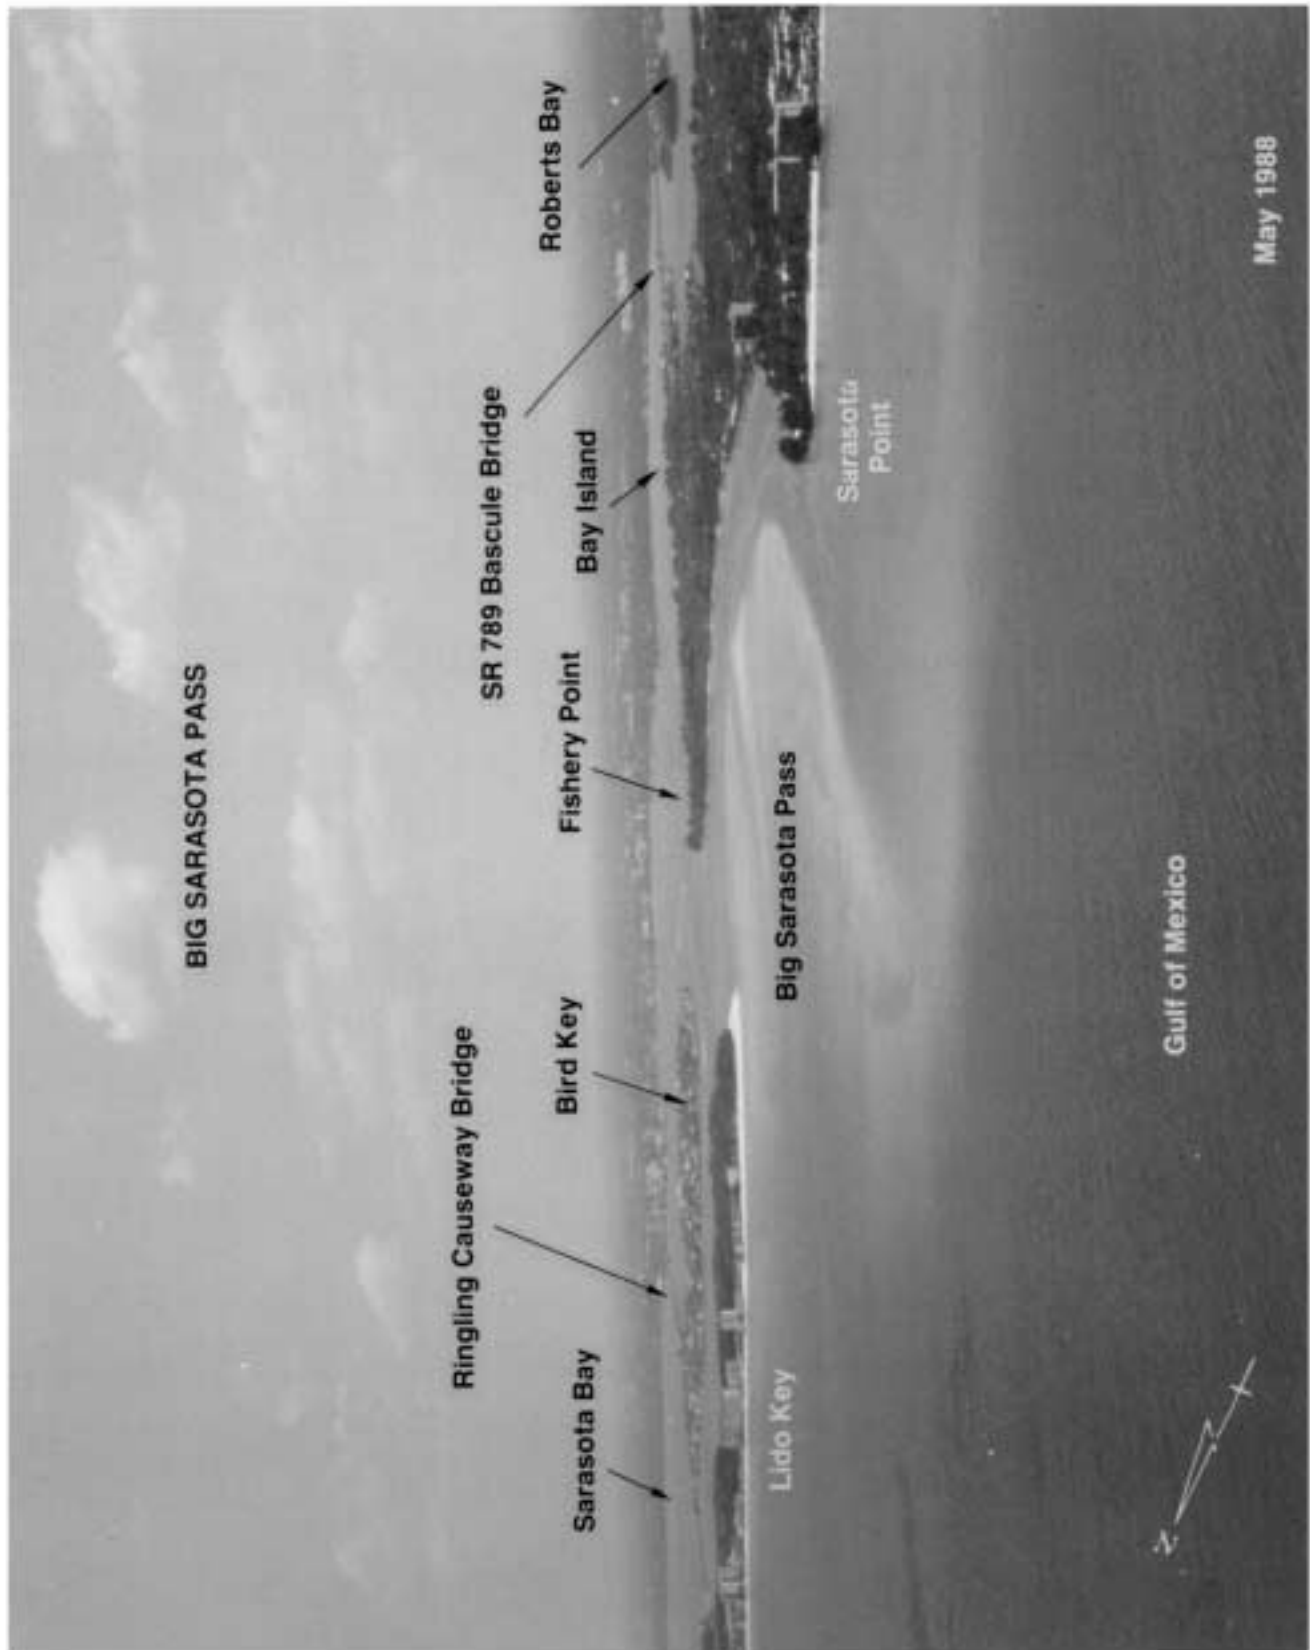 BIG SARASOTA PASS
Ringling Causeway Bridge
SR 789 Bascule Bridge
Roberts Bay
Sarasota Bay
Bird Key
Fishery Point
Bay Island
Lido Key
Big Sarasota Pass
Sarasota
Point
Gulf of Mexico
May 1988
N